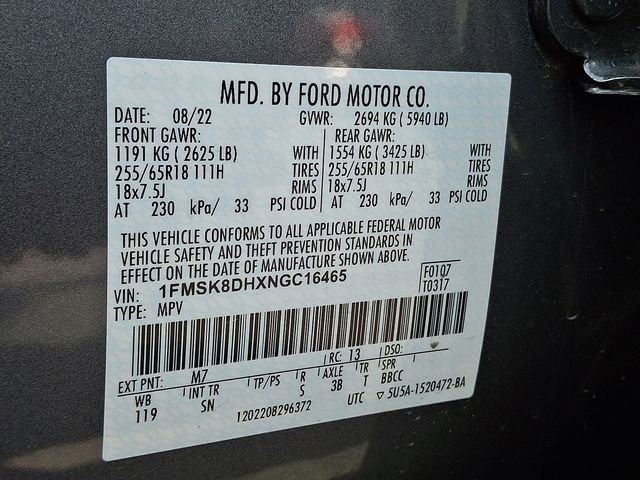 MFD. BY FORD MOTOR CO.
DATE: 08/22 GVWR: 2694 KG ( 5940 LB)
FRONT GAWR: REAR GAWR:
1191 KG ( 2625 LB) WITH 1554 KG ( 3425 LB) WITH
255/65R18 111H TIRES 255/65R18 111H TIRES
18x7.5J RIMS 18x7.5J RIMS
AT 230 kPa/ 33 PSI COLD AT 230 kPa/ 33 PSI COLD
THIS VEHICLE CONFORMS TO ALL APPLICABLE FEDERAL MOTOR
VEHICLE SAFETY AND THEFT PREVENTION STANDARDS IN
EFFECT ON THE DATE OF MANUFACTURE SHOWN ABOVE.
VIN: 1FMSK8DHXNGC16465 F0107
TYPE: MPV T0317
EXT PNT: M7 RC: 13 DSO:
WB INT TR TP/PS R AXLE TR SPR
119 SN S 3B T BBCC
1202208296372 UTC ▽ 5U5A-1520472-BA